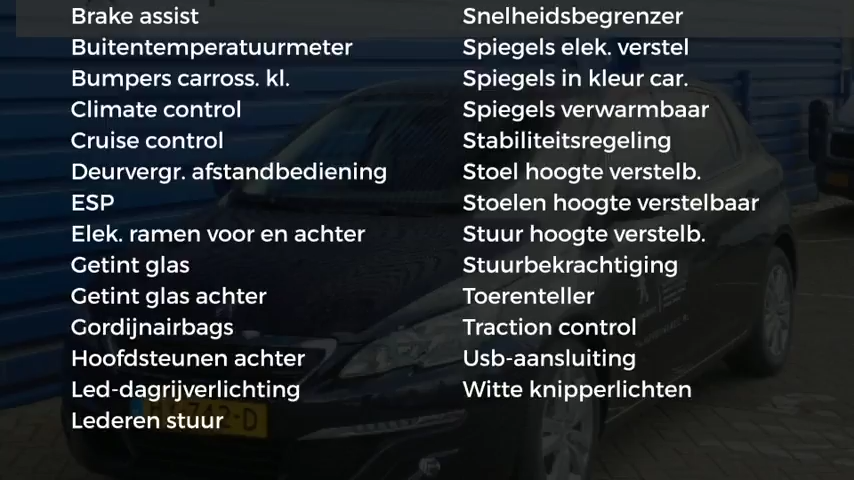 Brake assist
Buitentemperatuurmeter
Bumpers carross. kl.
Climate control
Cruise control
Deurvergr. afstandbediening
ESP
Elek. ramen voor en achter
Getint glas
Getint glas achter
Gordijnairbags
Hoofdsteunen achter
Led-dagrijverlichting
Lederen stuur
Snelheidsbegrenzer
Spiegels elek. verstel
Spiegels in kleur car.
Spiegels verwarmbaar
Stabiliteitsregeling
Stoel hoogte verstelb.
Stoelen hoogte verstelbaar
Stuur hoogte verstelb.
Stuurbekrachtiging
Toerenteller
Traction control
Usb-aansluiting
Witte knipperlichten